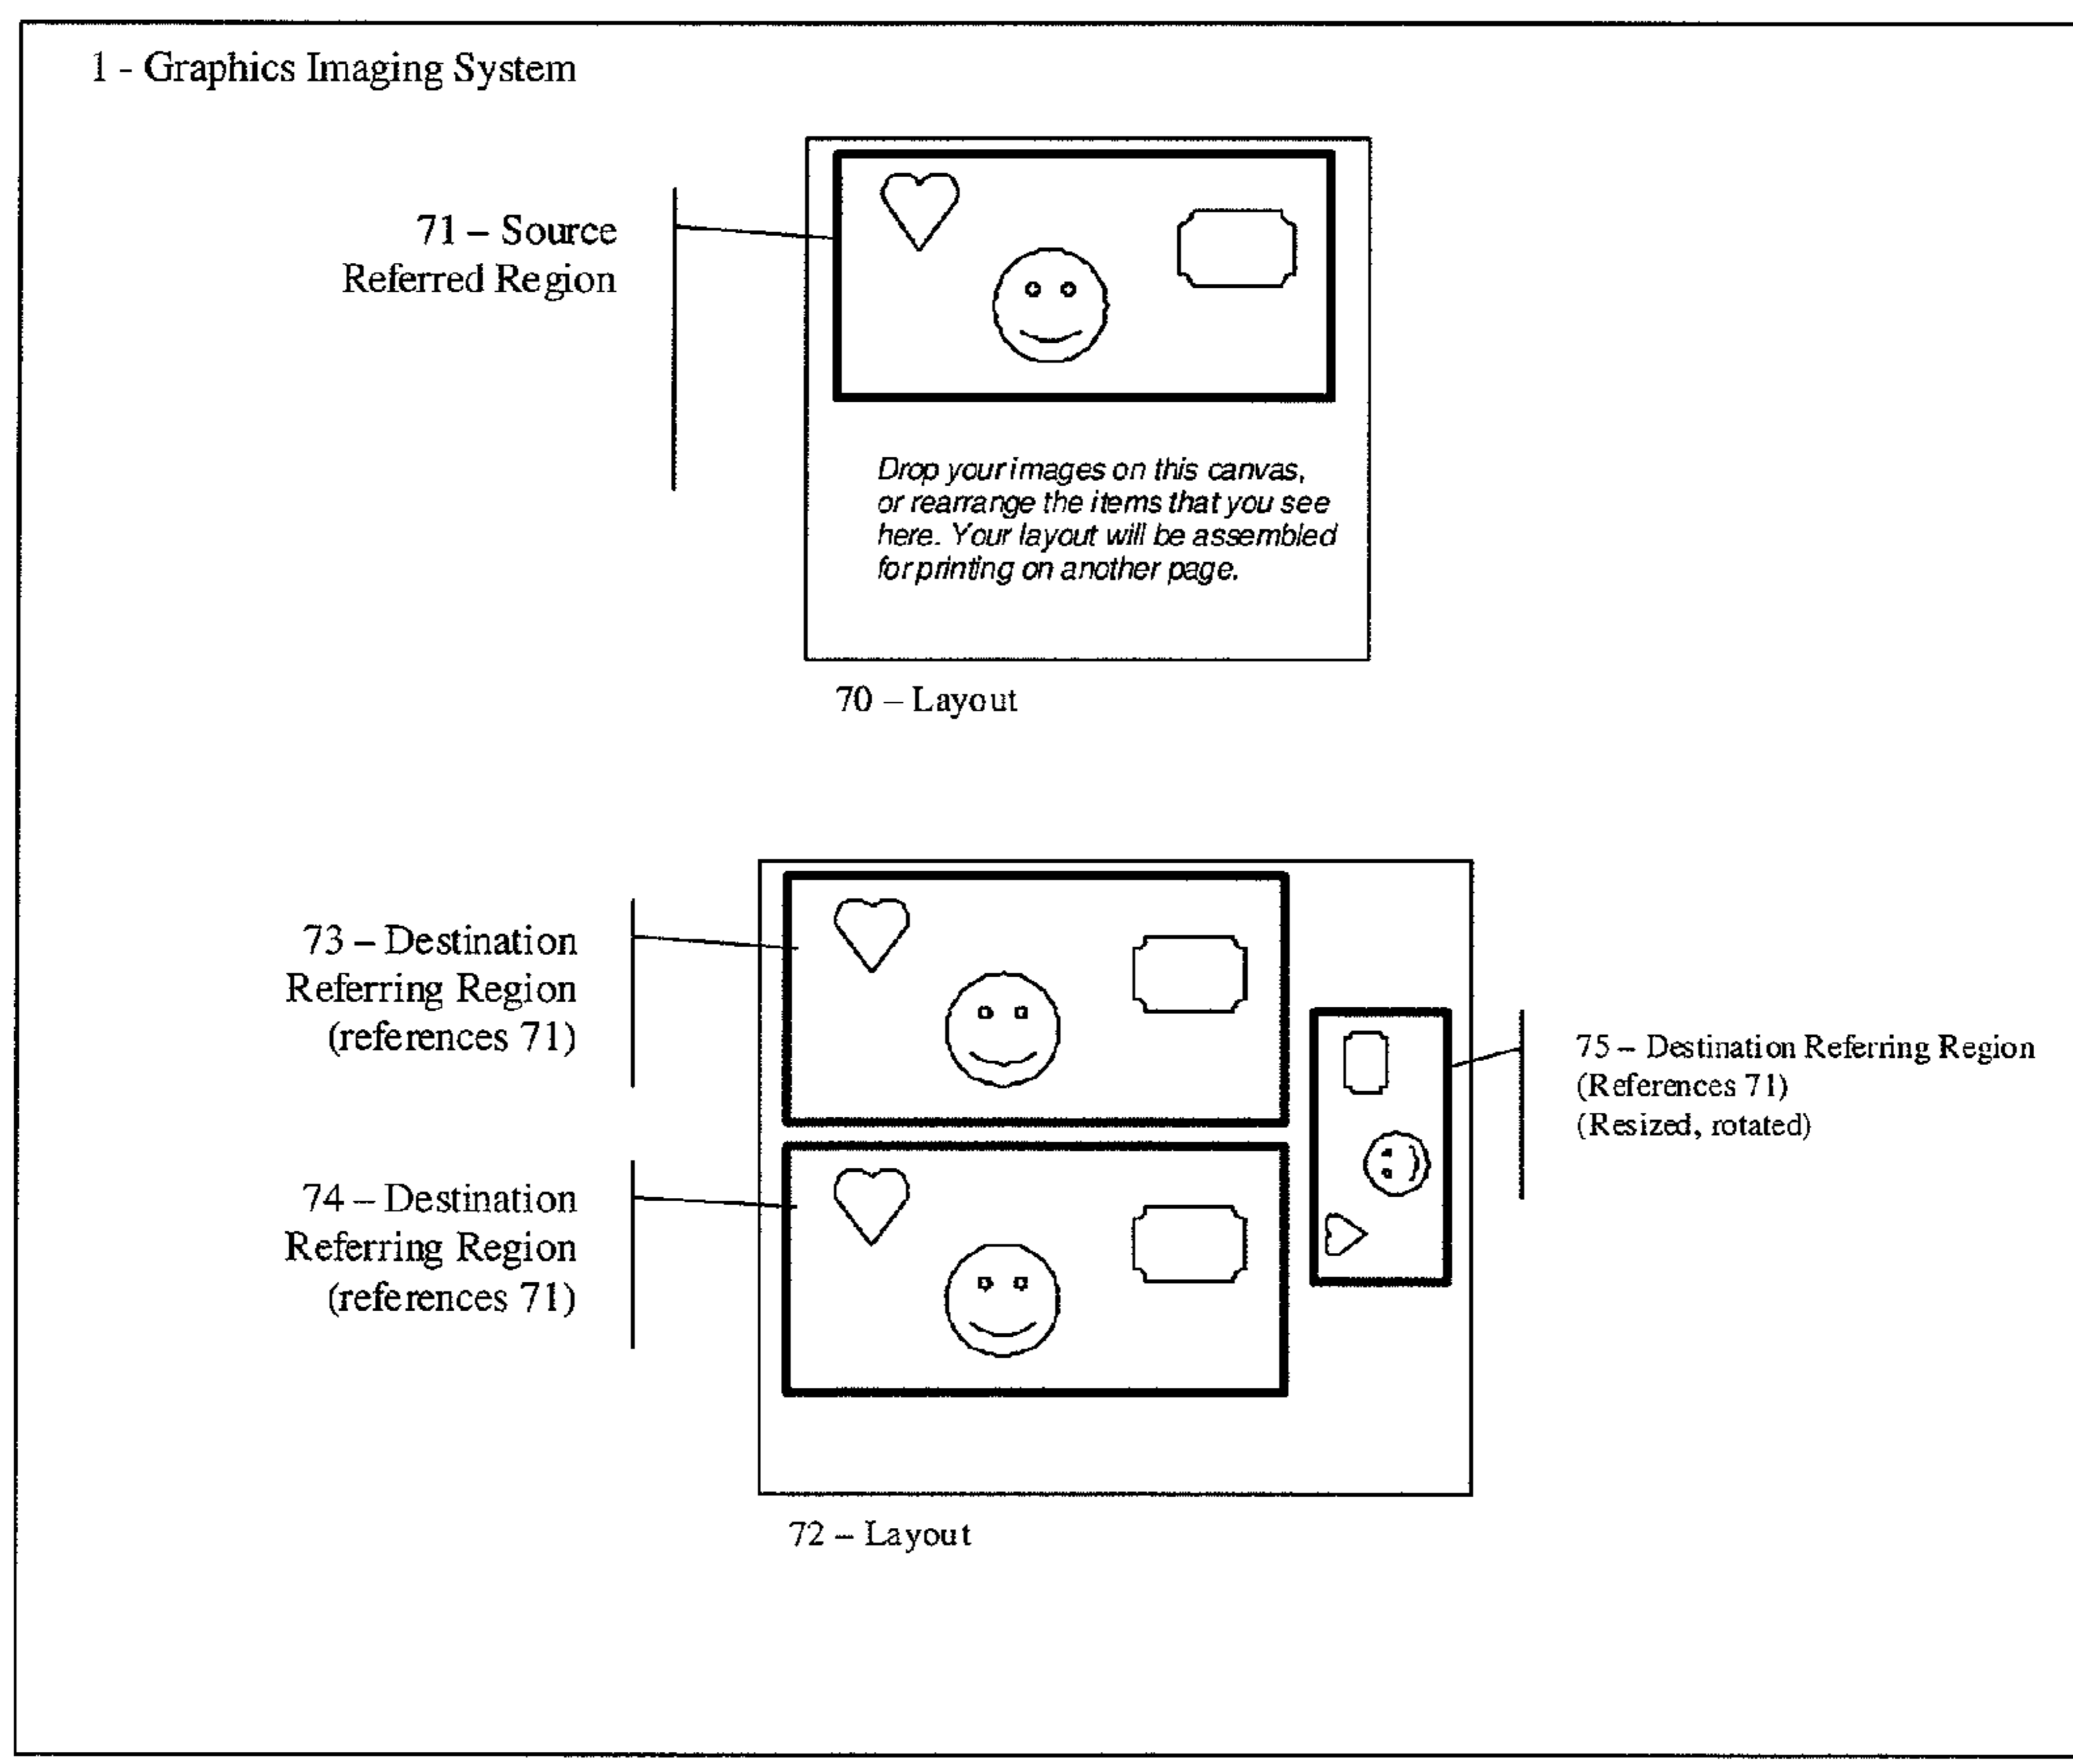 1 - Graphics Imaging System
71 – Source
Referred Region
Drop your images on this canvas,
or rearrange the items that you see
here. Your layout will be assembled
for printing on another page.
70 – Layout
73 – Destination
Referring Region
(references 71)
74 – Destination
Referring Region
(references 71)
75 – Destination Referring Region
(References 71)
(Resized, rotated)
72 – Layout